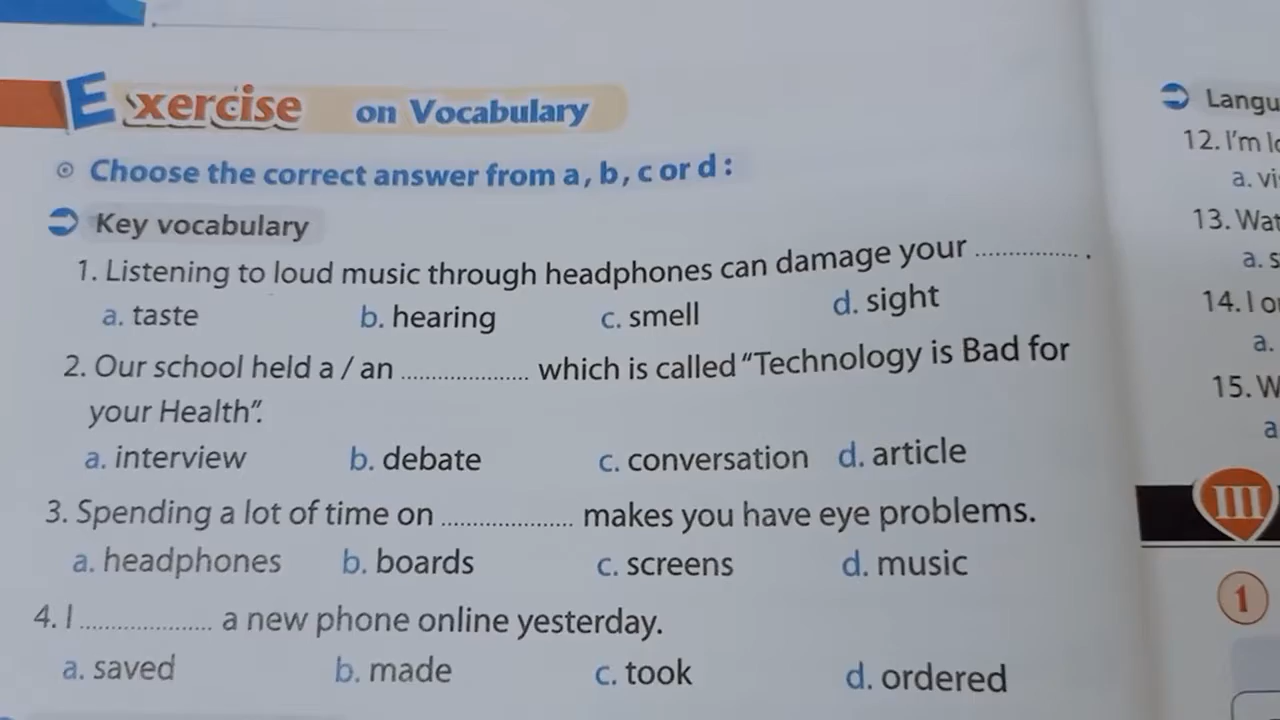 Exercise on Vocabulary
Choose the correct answer from a, b, c or d :
Key vocabulary
1. Listening to loud music through headphones can damage your .................. .
a. taste b. hearing c. smell d. sight
2. Our school held a / an .................... which is called "Technology is Bad for
your Health".
a. interview b. debate c. conversation d. article
3. Spending a lot of time on .................... makes you have eye problems.
a. headphones b. boards c. screens d. music
4. I .................... a new phone online yesterday.
a. saved b. made c. took d. ordered
12. I'm
a.
13.
a.
14. I
a.
15.
a
III
1